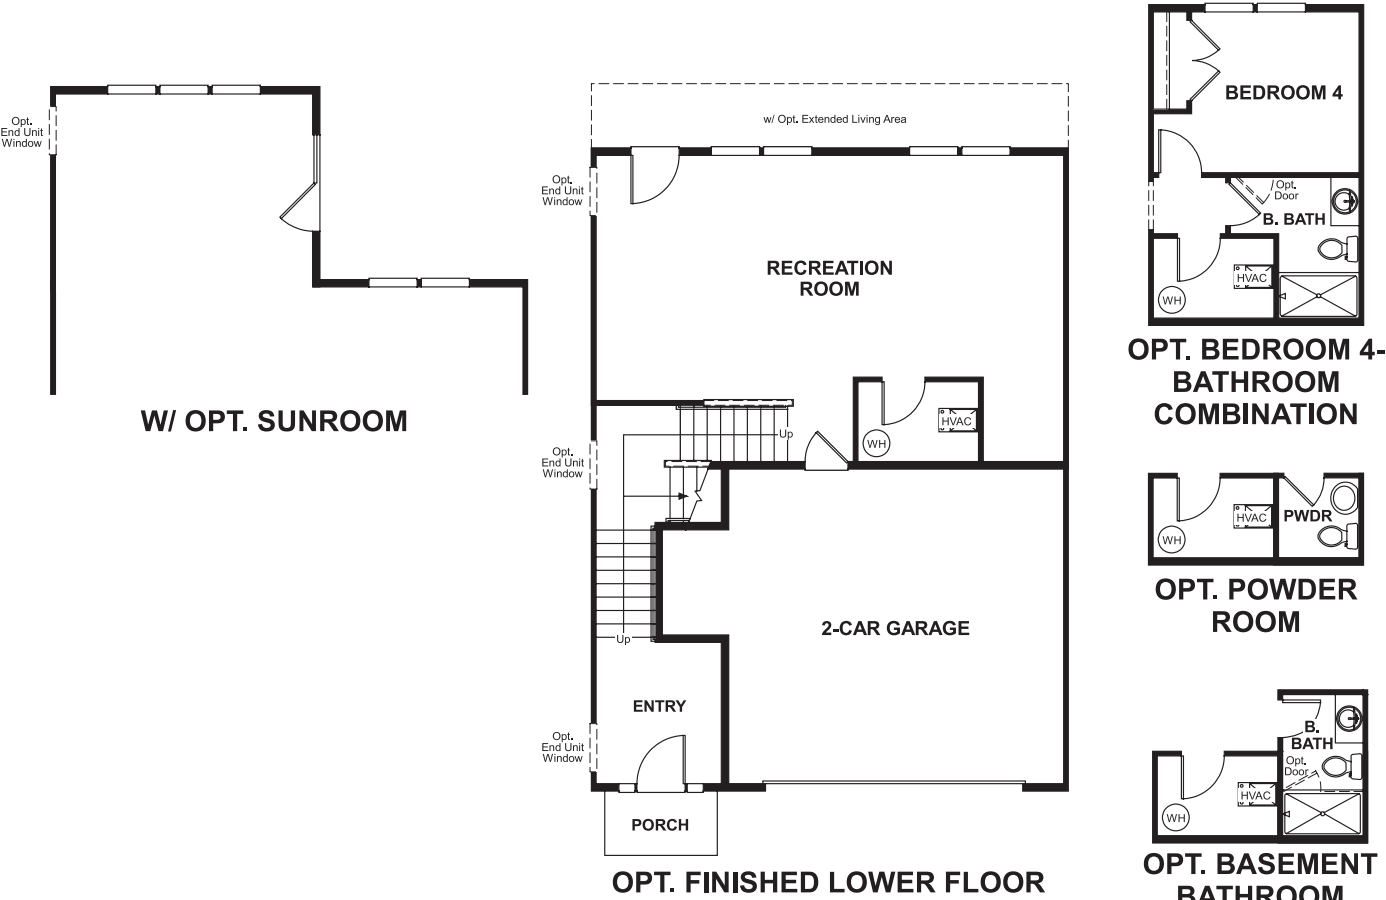 Opt.
End Unit
Window
W/ OPT. SUNROOM
w/ Opt. Extended Living Area
Opt.
End Unit
Window
RECREATION
ROOM
HVAC
WH
Up
Opt.
End Unit
Window
2-CAR GARAGE
Up
ENTRY
Opt.
End Unit
Window
PORCH
OPT. FINISHED LOWER FLOOR
BEDROOM 4
Opt.
Door
B. BATH
HVAC
WH
OPT. BEDROOM 4-
BATHROOM
COMBINATION
HVAC
PWDR
WH
OPT. POWDER
ROOM
B.
BATH
Opt.
Door
HVAC
WH
OPT. BASEMENT
BATHROOM